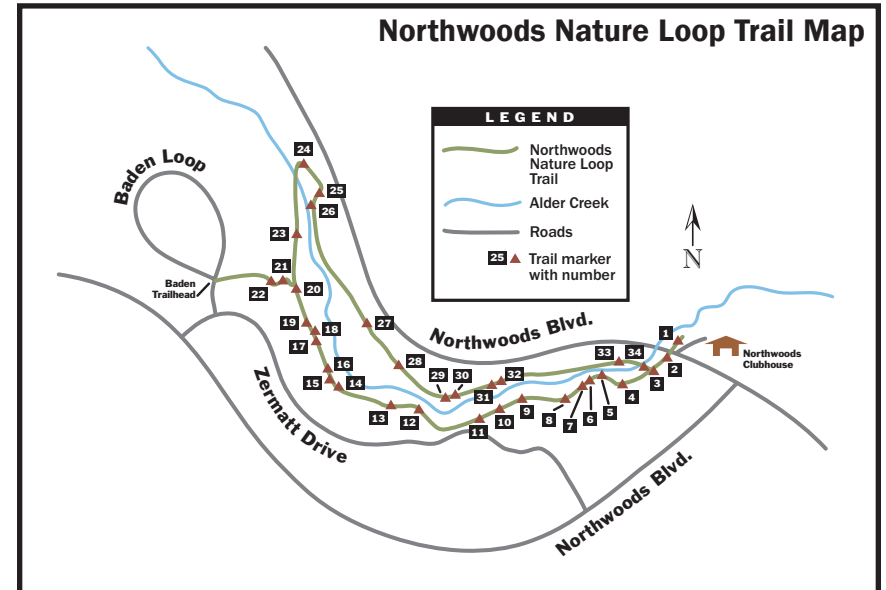 Northwoods Nature Loop Trail Map
LEGEND
Northwoods
Nature Loop
Trail
Alder Creek
Roads
25 Trail marker
with number
N
Baden Loop
Baden
Trailhead
24
25
26
23
21
22
20
19
18
17
16
15
14
13
12
27
28
29
30
31
32
33
34
1
2
3
4
5
6
7
8
9
10
11
Northwoods Blvd.
Northwoods
Clubhouse
Zermatt Drive
Northwoods Blvd.